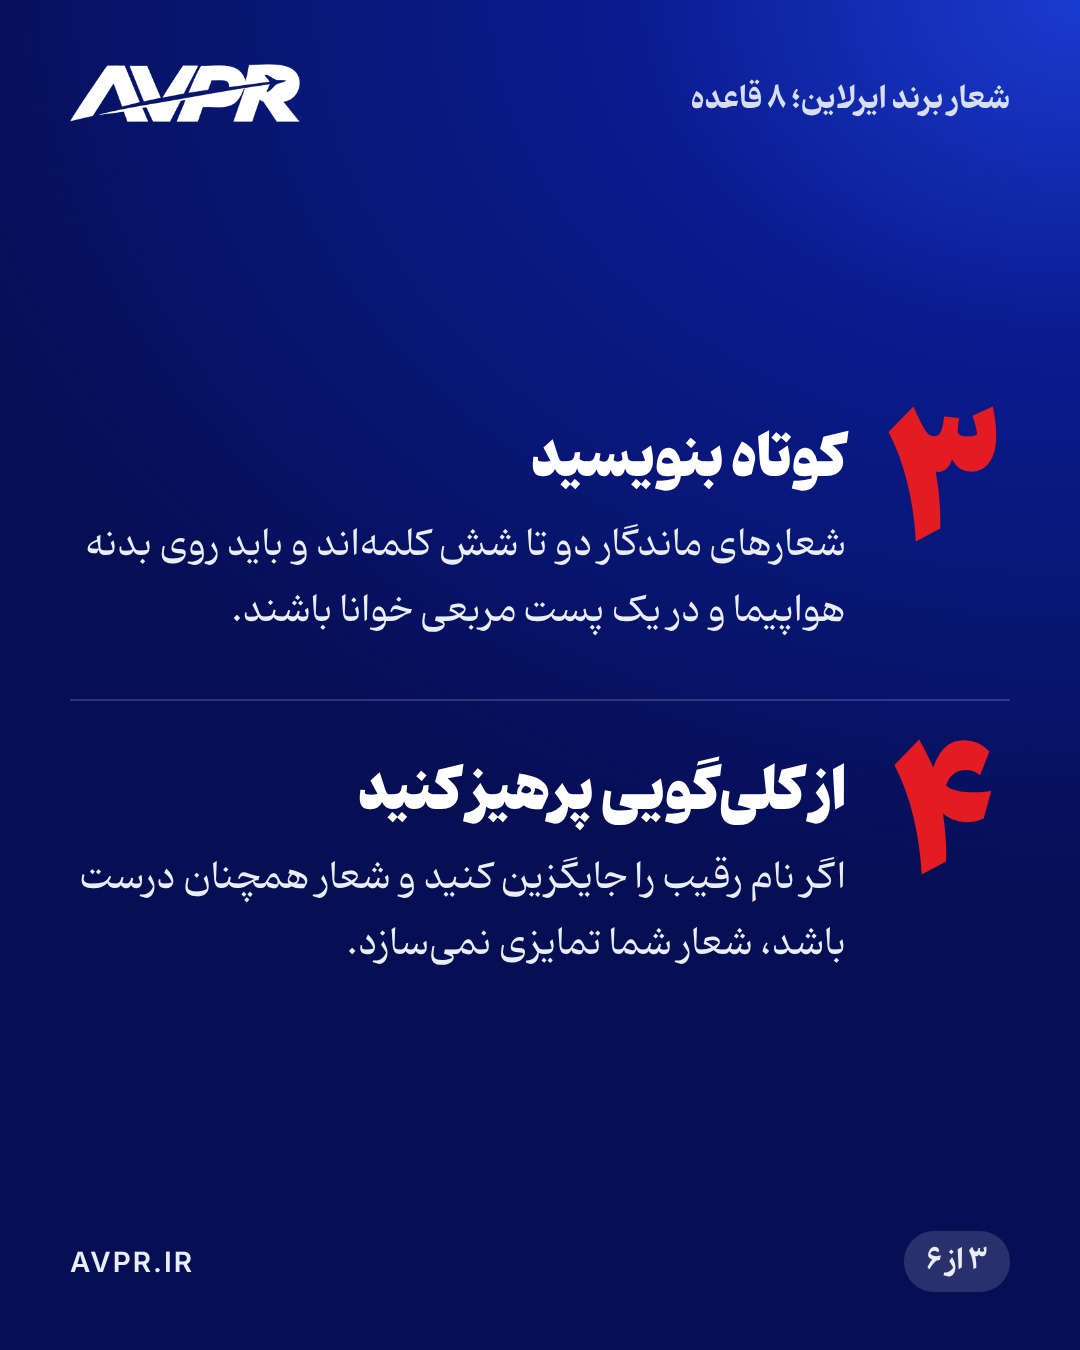 AVPR
شعار برند ایرلاین؛ ۸ قاعده
۳
کوتاه بنویسید
شعارهای ماندگار دو تا شش کلمه‌اند و باید روی بدنه
هواپیما و در یک پست مربعی خوانا باشند.
۴
از کلی‌گویی پرهیز کنید
اگر نام رقیب را جایگزین کنید و شعار همچنان درست
باشد، شعار شما تمایزی نمی‌سازد.
AVPR.IR
۳ از ۶